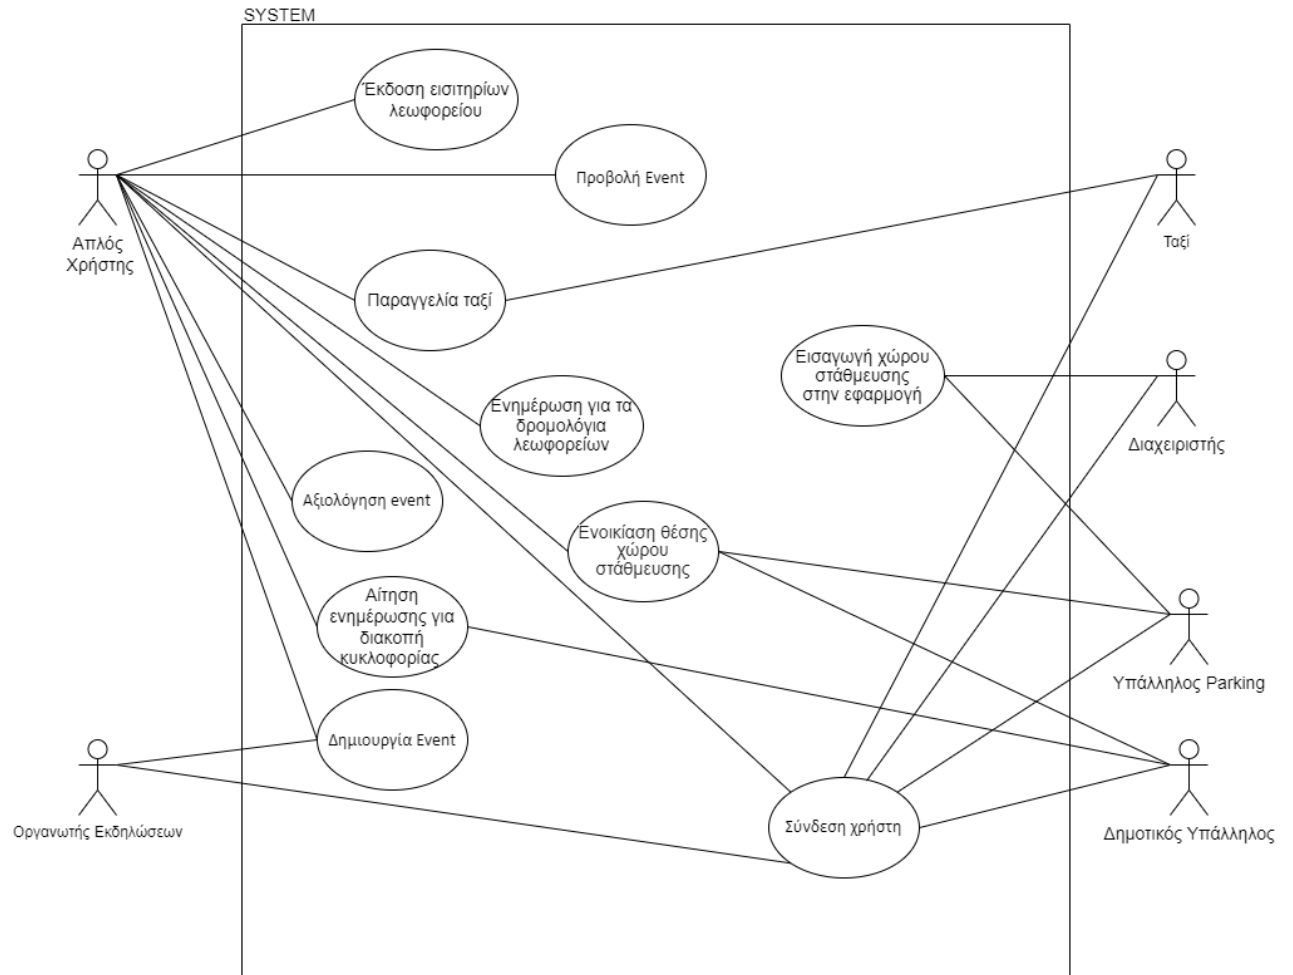 SYSTEM
Έκδοση εισιτηρίων
λεωφορείου
Προβολή Event
Απλός
Χρήστης
Ταξί
Παραγγελία ταξί
Εισαγωγή χώρου
στάθμευσης
στην εφαρμογή
Διαχειριστής
Ενημέρωση για τα
δρομολόγια
λεωφορείων
Αξιολόγηση event
Ένοικίαση θέσης
χώρου
στάθμευσης
Αίτηση
ενημέρωσης για
διακοπή
κυκλοφορίας
Υπάλληλος Parking
Δημιουργία Event
Οργανωτής Εκδηλώσεων
Σύνδεση χρήστη
Δημοτικός Υπάλληλος